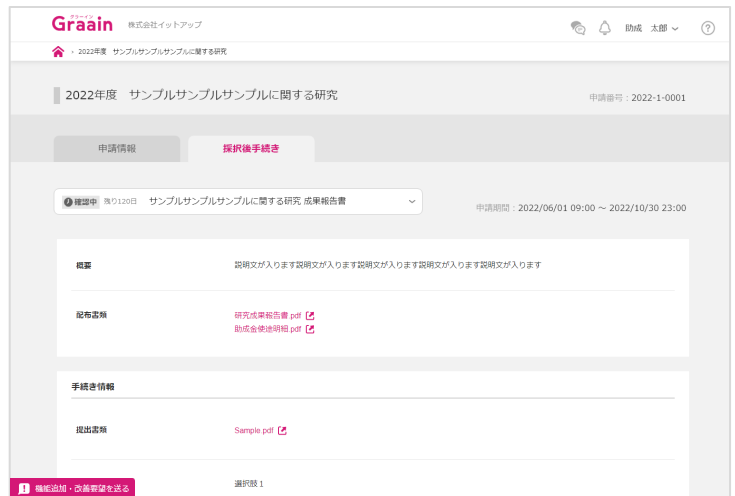 グラーイン
Graain 株式会社イットアップ 助成 太郎
2022年度 サンプルサンプルサンプルに関する研究
2022年度 サンプルサンプルサンプルに関する研究 申請番号：2022-1-0001
申請情報 採択後手続き
確認中 残り120日 サンプルサンプルサンプルに関する研究 成果報告書 申請期間：2022/06/01 09:00 ～ 2022/10/30 23:00
概要 説明文が入ります説明文が入ります説明文が入ります説明文が入ります説明文が入ります
配布書類 研究成果報告書.pdf
助成金使途明細.pdf
手続き情報
提出書類 Sample.pdf
選択肢 1
機能追加・改善要望を送る